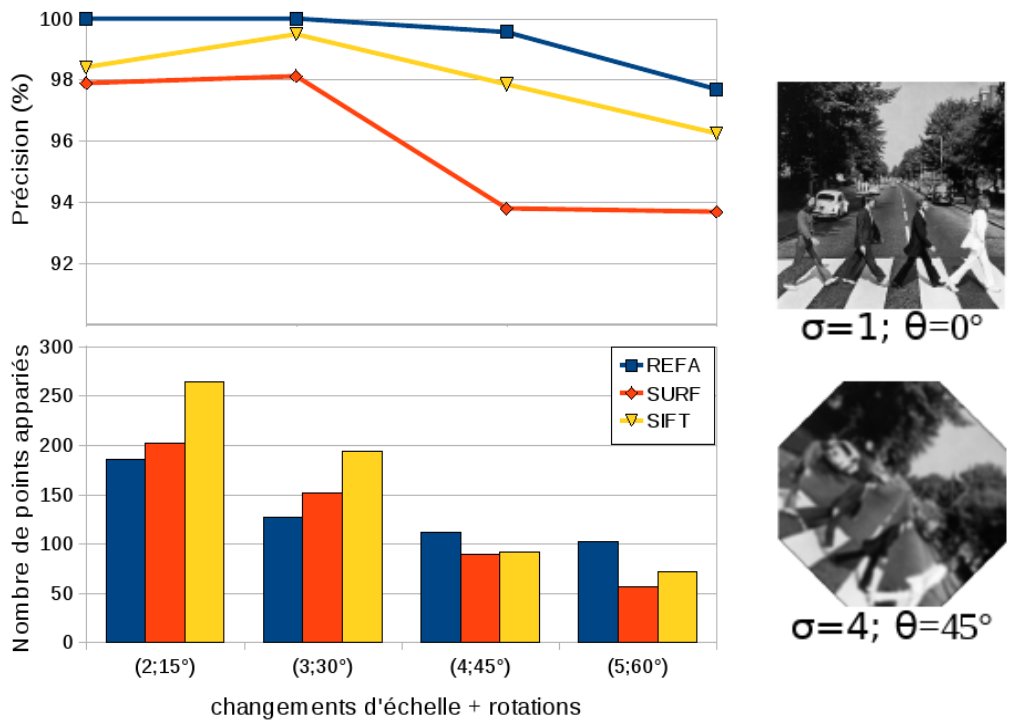 100
98
96
94
92
Précision (%)
300
250
200
150
100
50
0
Nombre de points appariés
REFA
SURF
SIFT
(2;15°)
(3;30°)
(4;45°)
(5;60°)
changements d'échelle + rotations
σ=1; θ=0°
σ=4; θ=45°